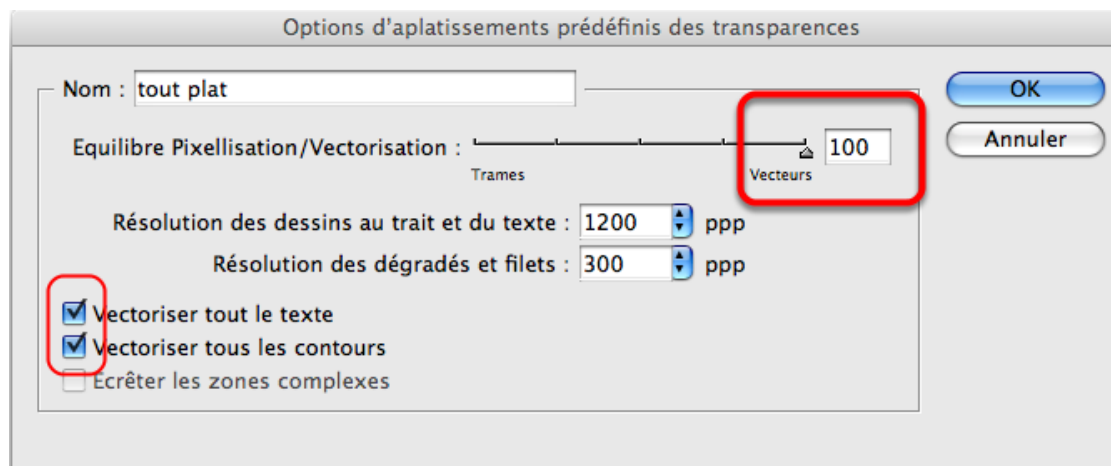 Options d'aplatissements prédéfinis des transparences
Nom : tout plat
OK
Equilibre Pixellisation/Vectorisation : 100
Annuler
Trames Vecteurs
Résolution des dessins au trait et du texte : 1200 ppp
Résolution des dégradés et filets : 300 ppp
Vectoriser tout le texte
Vectoriser tous les contours
Ecrêter les zones complexes